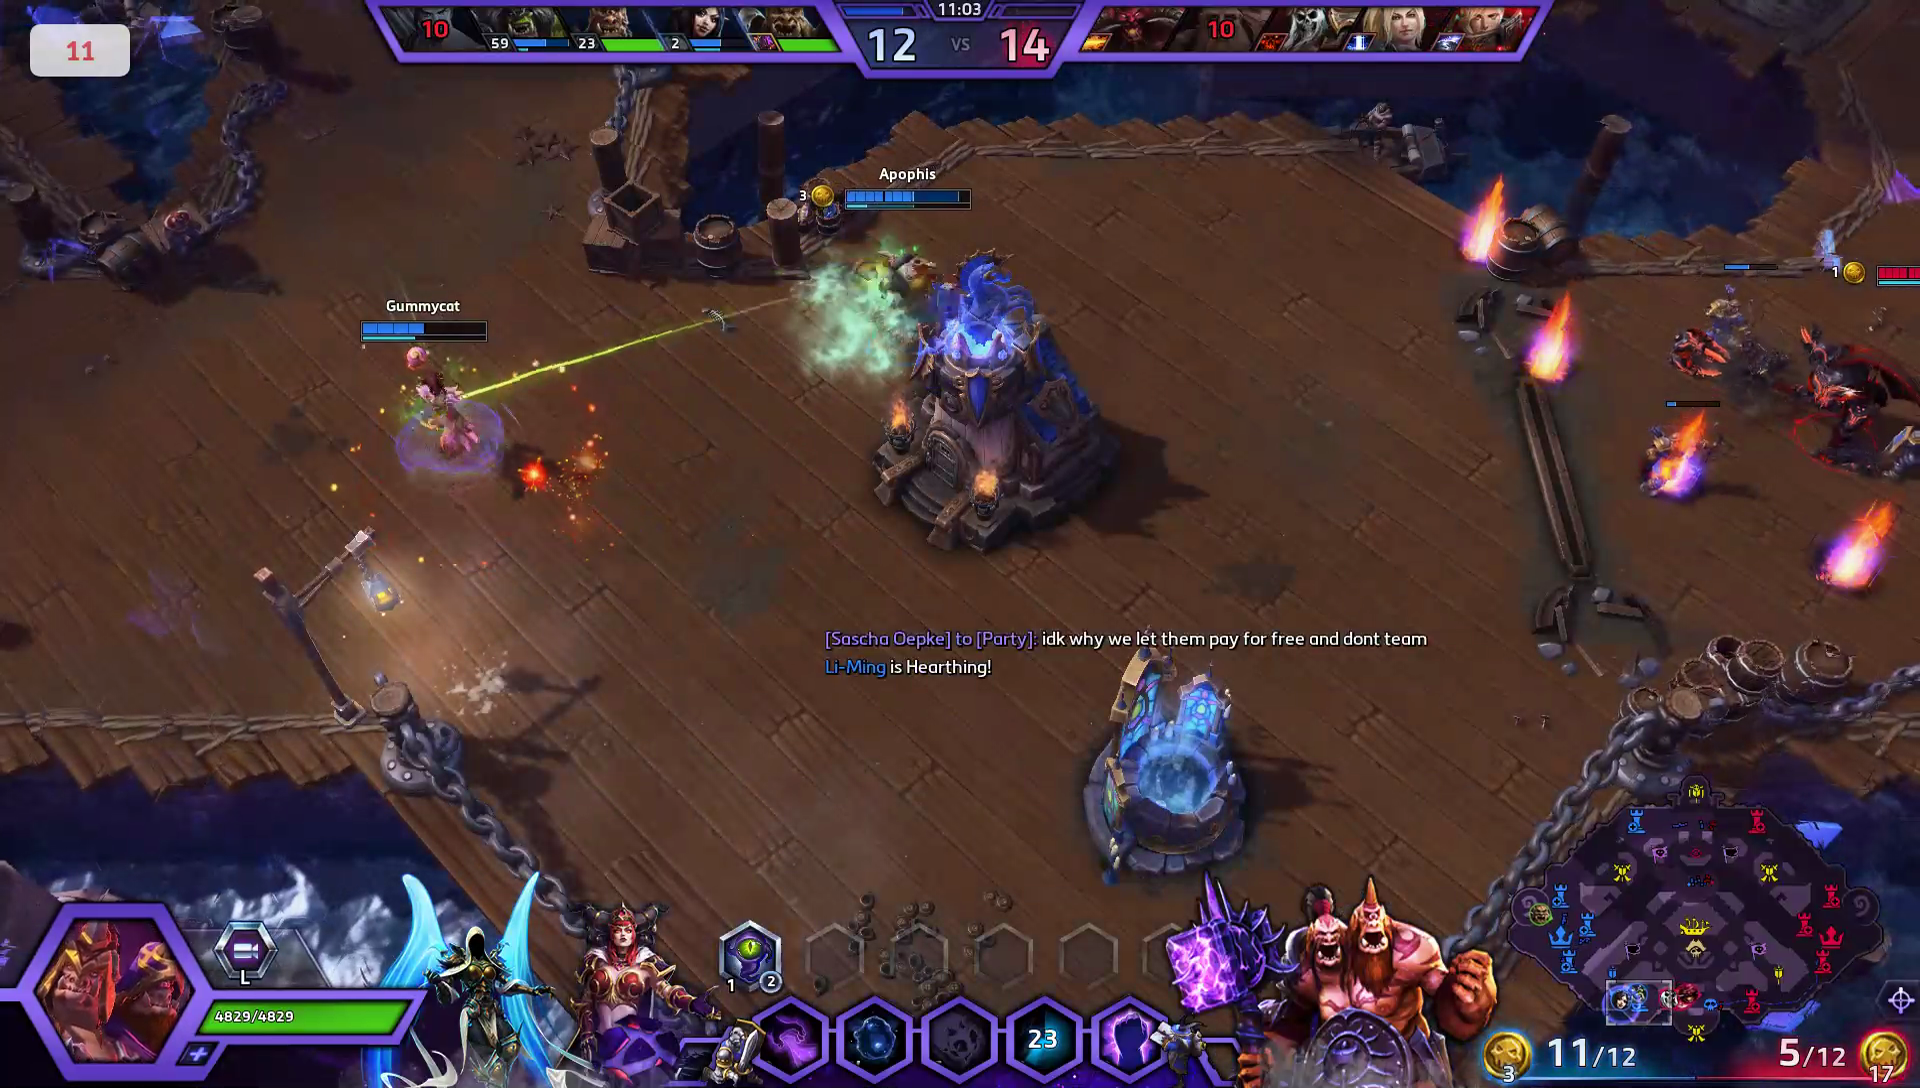 11
10
59
23
2
11:03
12 VS 14
10
Apophis
3
Gummycat
1
[Sascha Oepke] to [Party]: idk why we let them pay for free and dont team
Li-Ming is Hearthing!
L
4829/4829
1
2
23
11/12
3
5/12
17